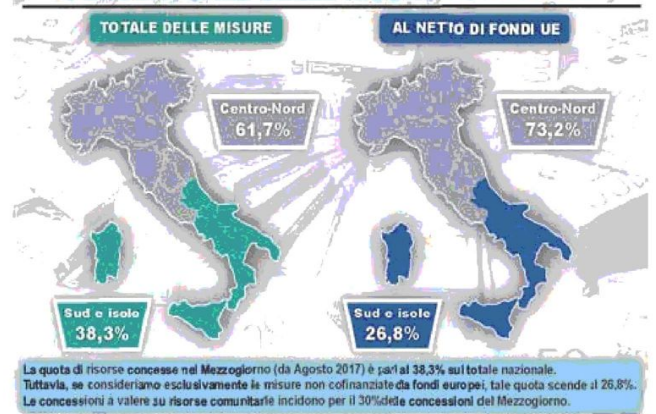 TOTALE DELLE MISURE
AL NETTO DI FONDI UE
Centro-Nord
61,7%
Centro-Nord
73,2%
Sud e isole
38,3%
Sud e isole
26,8%
La quota di risorse concesse nel Mezzogiorno (da Agosto 2017) è pari al 38,3% sul totale nazionale.
Tuttavia, se consideriamo esclusivamente le misure non cofinanziate da fondi europei, tale quota scende al 26,8%.
Le concessioni a valere su risorse comunitarie incidono per il 30% delle concessioni del Mezzogiorno.